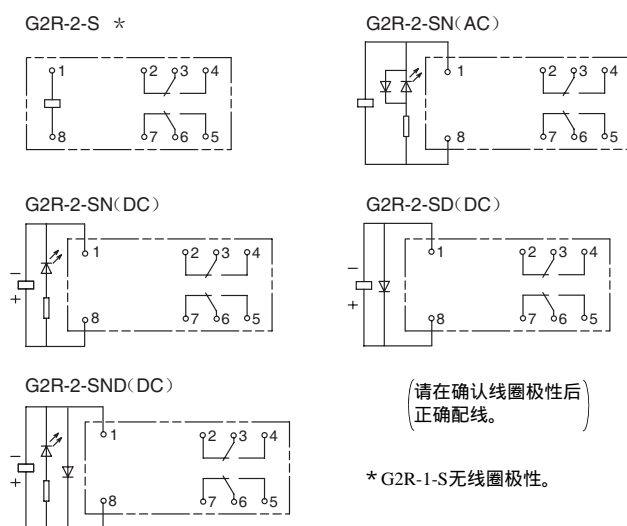 G2R-2-S *
1 2 3 4
8 7 6 5
G2R-2-SN(AC)
1 2 3 4
8 7 6 5
G2R-2-SN(DC)
− 1 2 3 4
+ 8 7 6 5
G2R-2-SD(DC)
− 1 2 3 4
+ 8 7 6 5
G2R-2-SND(DC)
− 1 2 3 4
+ 8 7 6 5
(请在确认线圈极性后
正确配线。)
* G2R-1-S无线圈极性。